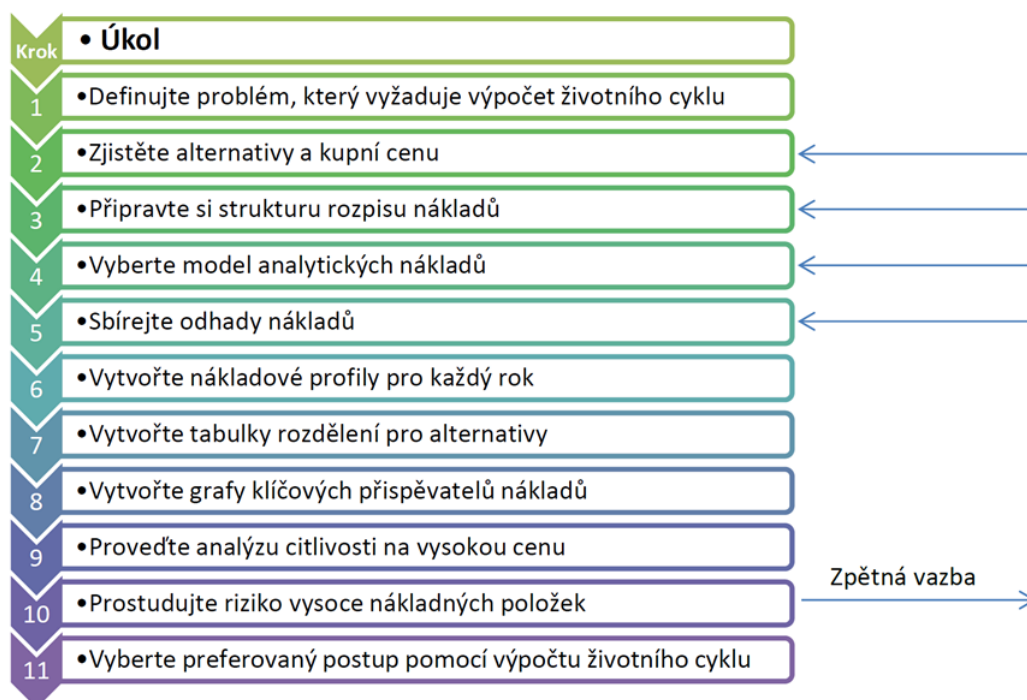 Krok • Úkol
1 •Definujte problém, který vyžaduje výpočet životního cyklu
2 •Zjistěte alternativy a kupní cenu
3 •Připravte si strukturu rozpisu nákladů
4 •Vyberte model analytických nákladů
5 •Sbírejte odhady nákladů
6 •Vytvořte nákladové profily pro každý rok
7 •Vytvořte tabulky rozdělení pro alternativy
8 •Vytvořte grafy klíčových přispěvatelů nákladů
9 •Proveďte analýzu citlivosti na vysokou cenu
10 •Prostudujte riziko vysoce nákladných položek
Zpětná vazba
11 •Vyberte preferovaný postup pomocí výpočtu životního cyklu